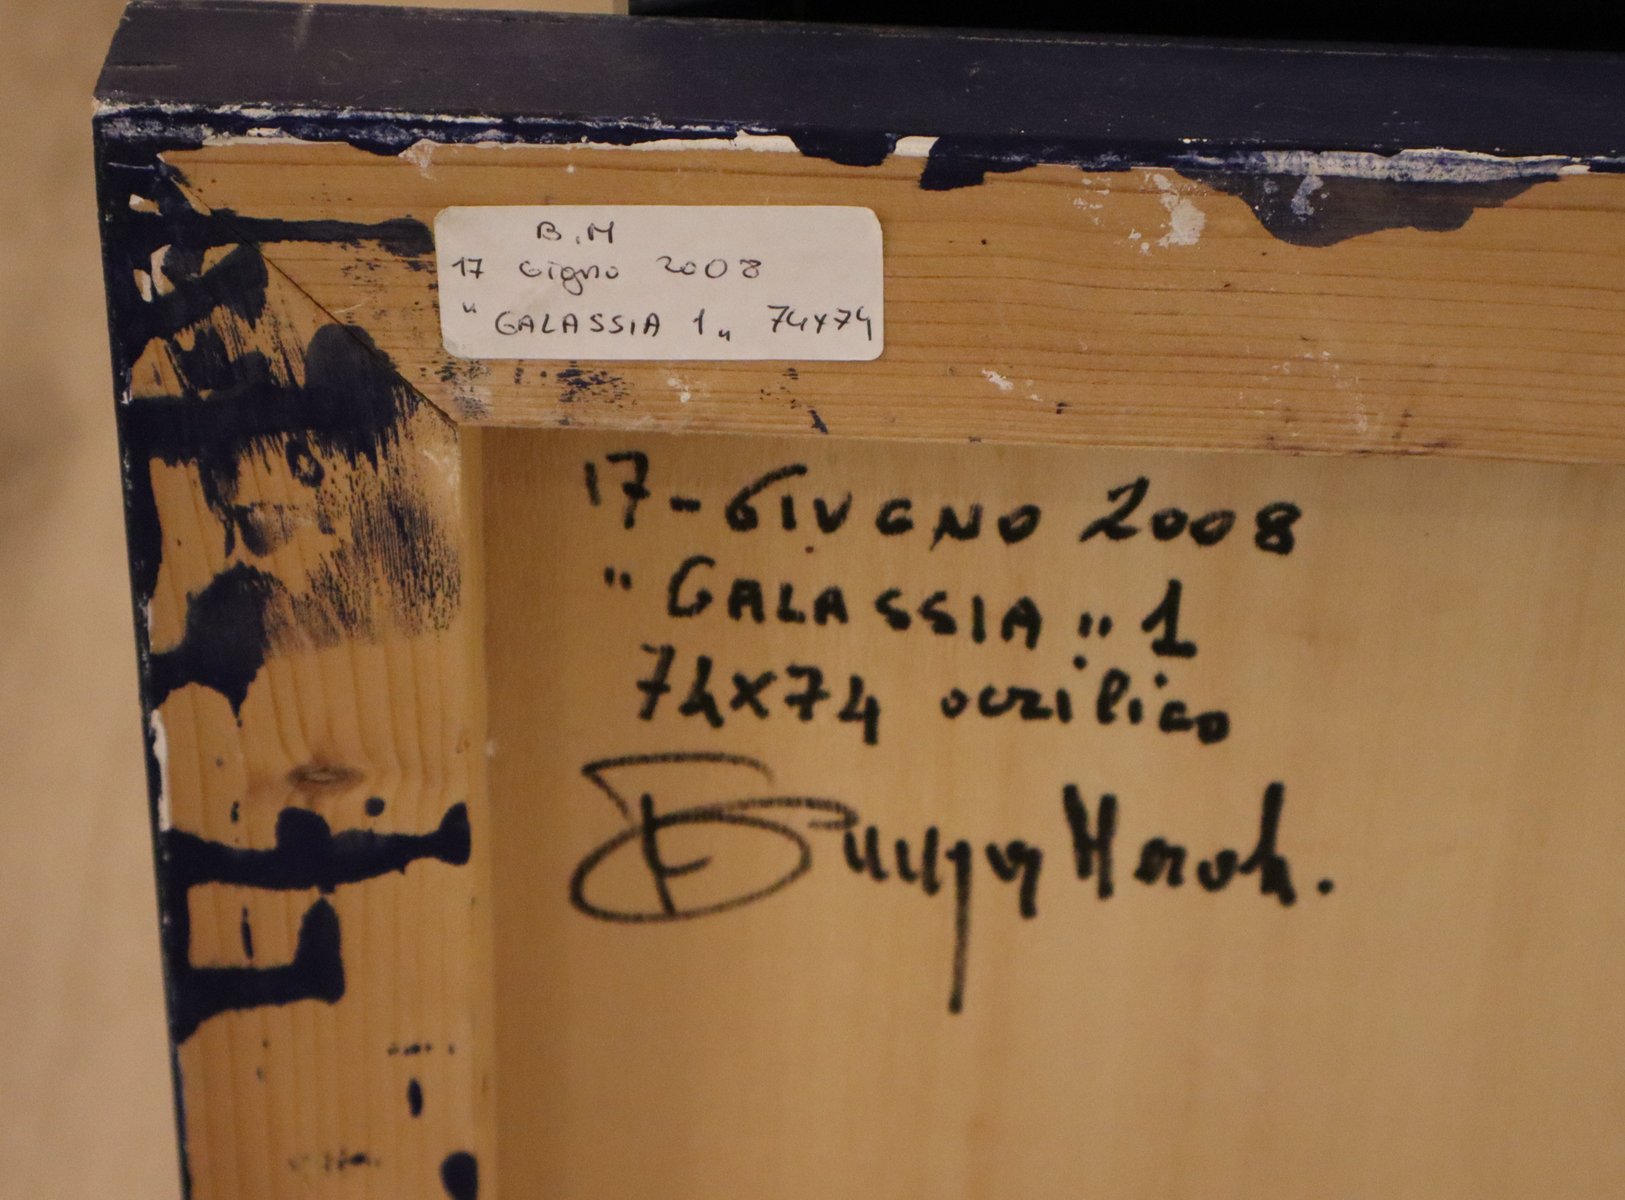 B.M
17 Gigno 2008
"GALASSIA 1" 74x74
17-GIUGNO 2008
"GALASSIA" 1
74x74 acrilico